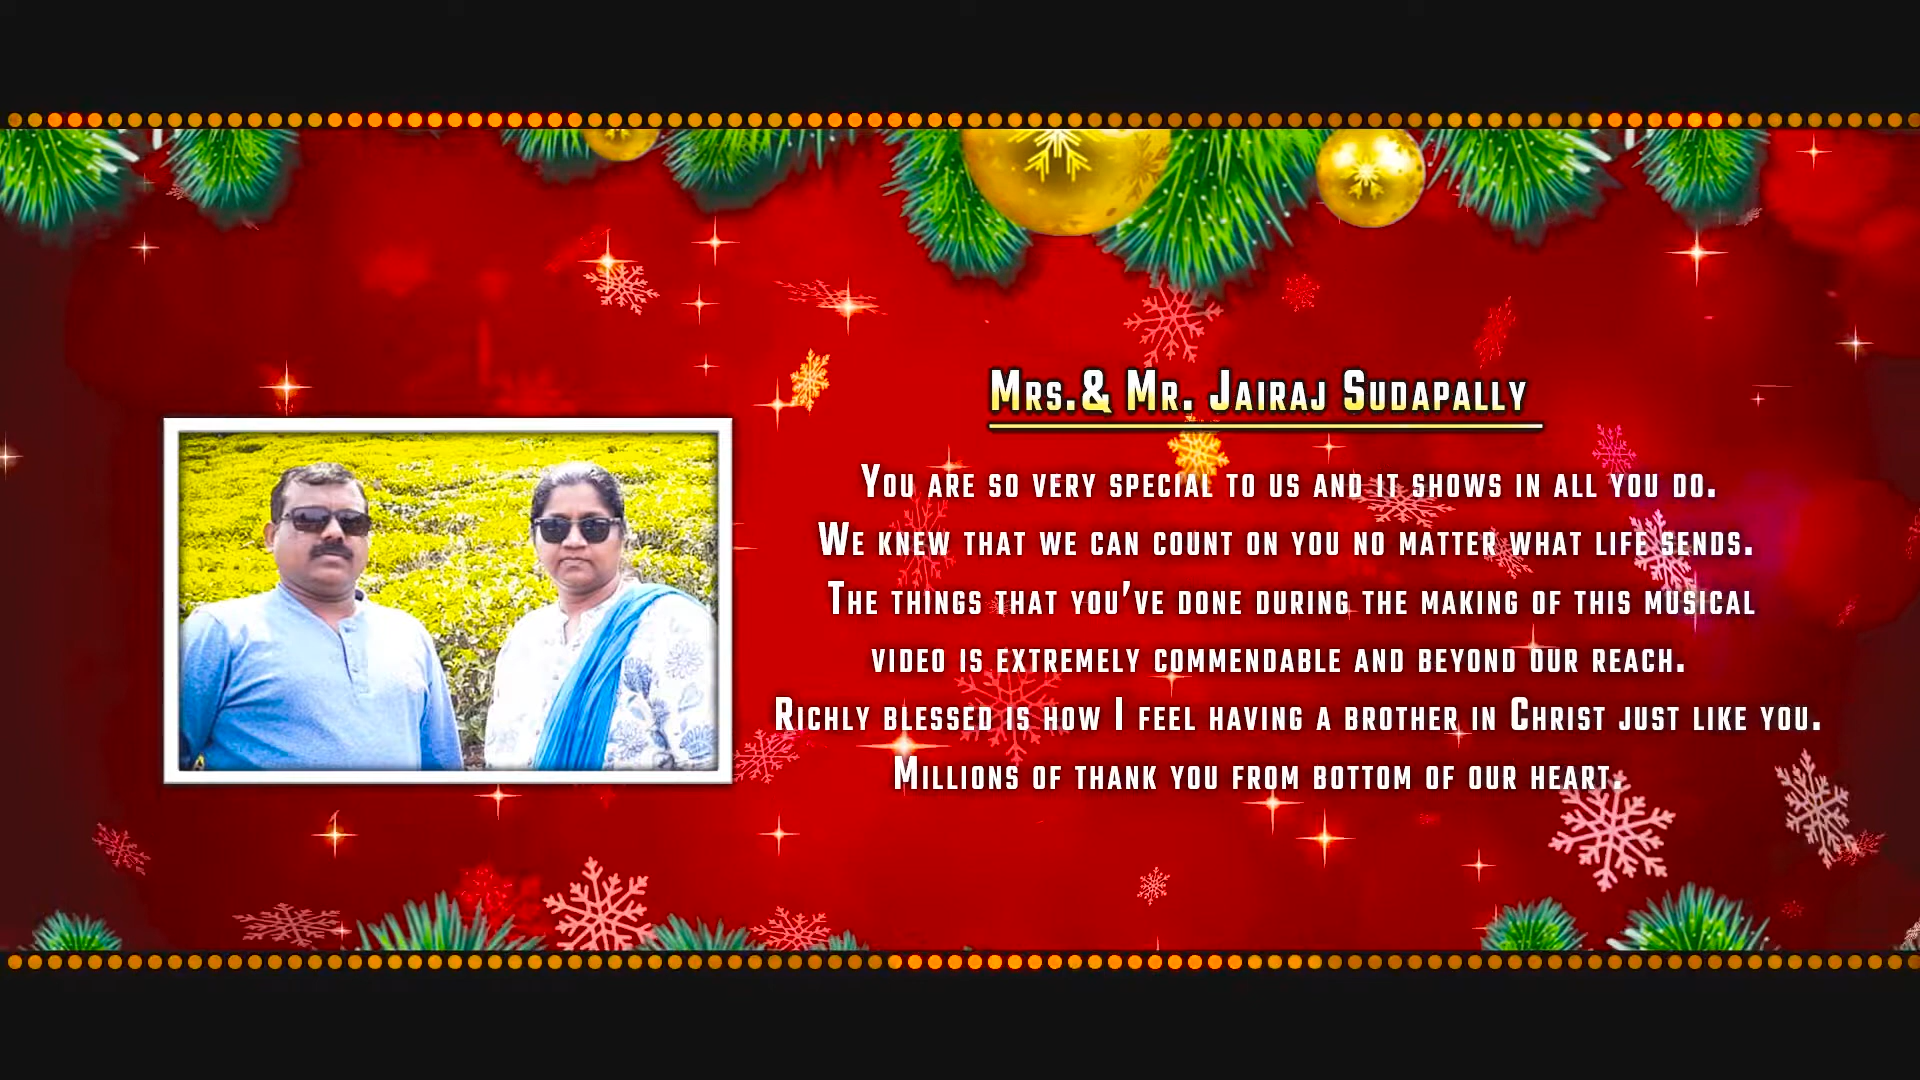 Mrs.& Mr. Jairaj Sudapally
You are so very special to us and it shows in all you do.
We knew that we can count on you no matter what life sends.
The things that you've done during the making of this musical
video is extremely commendable and beyond our reach.
Richly blessed is how I feel having a brother in Christ just like you.
Millions of thank you from bottom of our heart.